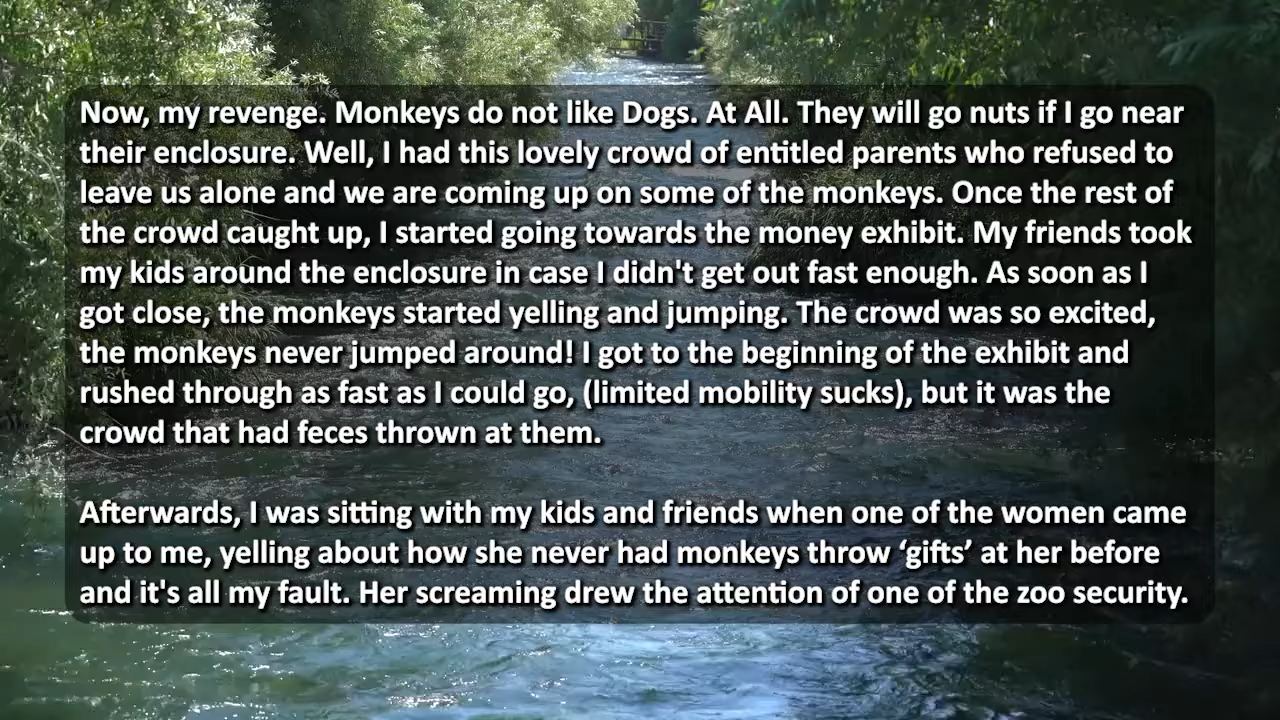 Now, my revenge. Monkeys do not like Dogs. At All. They will go nuts if I go near
their enclosure. Well, I had this lovely crowd of entitled parents who refused to
leave us alone and we are coming up on some of the monkeys. Once the rest of
the crowd caught up, I started going towards the money exhibit. My friends took
my kids around the enclosure in case I didn't get out fast enough. As soon as I
got close, the monkeys started yelling and jumping. The crowd was so excited,
the monkeys never jumped around! I got to the beginning of the exhibit and
rushed through as fast as I could go, (limited mobility sucks), but it was the
crowd that had feces thrown at them.
Afterwards, I was sitting with my kids and friends when one of the women came
up to me, yelling about how she never had monkeys throw ‘gifts’ at her before
and it's all my fault. Her screaming drew the attention of one of the zoo security.